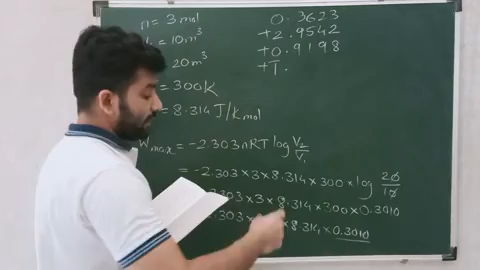 n = 3 mol
= 10 m³
20 m³
= 300K
= 8.314 J/K mol
Wmax = -2.303 nRT log V₂/V₁
= -2.303 × 3 × 8.314 × 300 × log 20/10
.303 × 3 × 8.314 × 300 × 0.3010
.303 × × 8.314 × 0.3010
0.3623
+2.9542
+0.9198
+T.